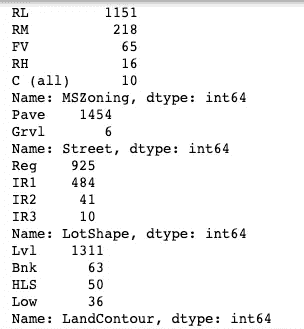 RL 1151
RM 218
FV 65
RH 16
C (all) 10
Name: MSZoning, dtype: int64
Pave 1454
Grvl 6
Name: Street, dtype: int64
Reg 925
IR1 484
IR2 41
IR3 10
Name: LotShape, dtype: int64
Lvl 1311
Bnk 63
HLS 50
Low 36
Name: LandContour, dtype: int64